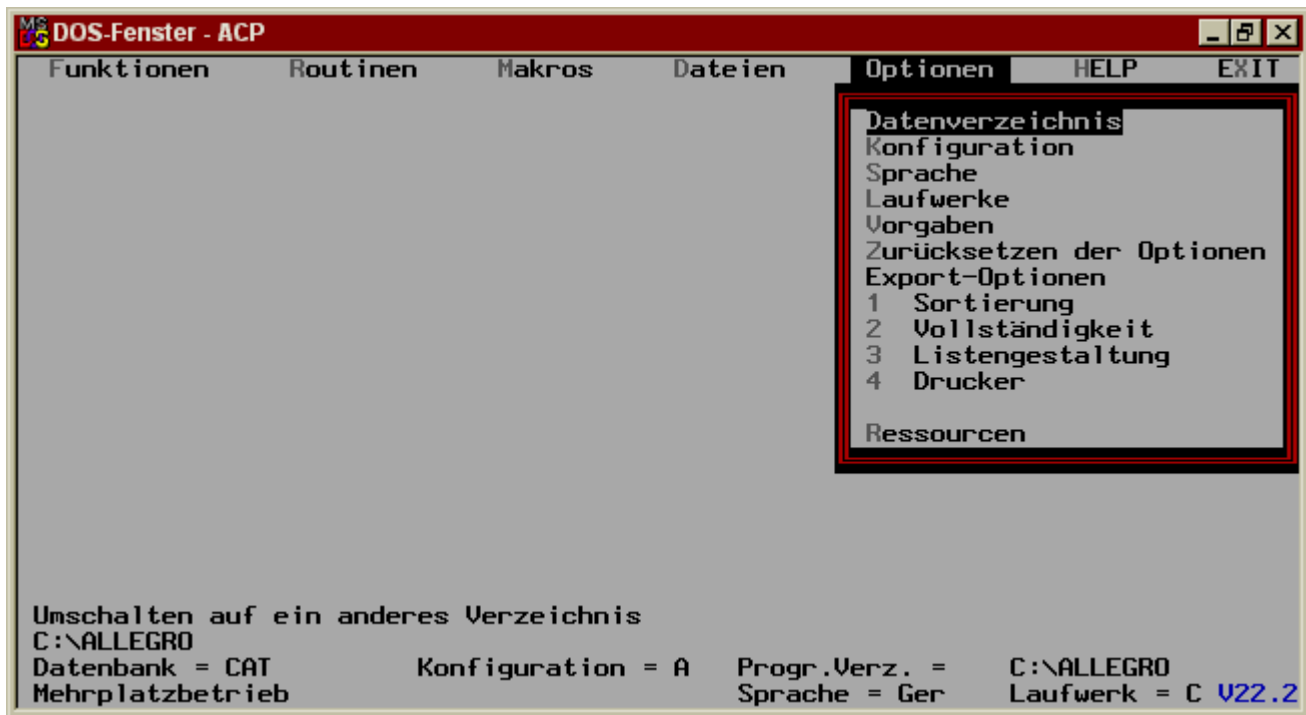 DOS-Fenster - ACP
Funktionen Routinen Makros Dateien Optionen HELP EXIT
Datenverzeichnis
Konfiguration
Sprache
Laufwerke
Vorgaben
Zurücksetzen der Optionen
Export-Optionen
1 Sortierung
2 Vollständigkeit
3 Listengestaltung
4 Drucker
Ressourcen
Umschalten auf ein anderes Verzeichnis
C:\ALLEGRO
Datenbank = CAT Konfiguration = A Progr.Verz. = C:\ALLEGRO
Mehrplatzbetrieb Sprache = Ger Laufwerk = C V22.2